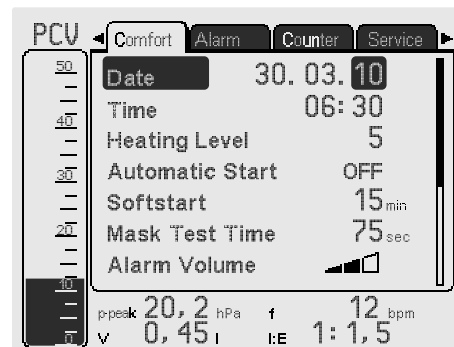 PCV
Comfort Alarm Counter Service
50
40
30
20
10
0
Date 30. 03. 10
Time 06: 30
Heating Level 5
Automatic Start OFF
Softstart 15 min
Mask Test Time 75 sec
Alarm Volume
p-peak 20, 2 hPa f 12 bpm
V 0, 45 l I:E 1: 1, 5